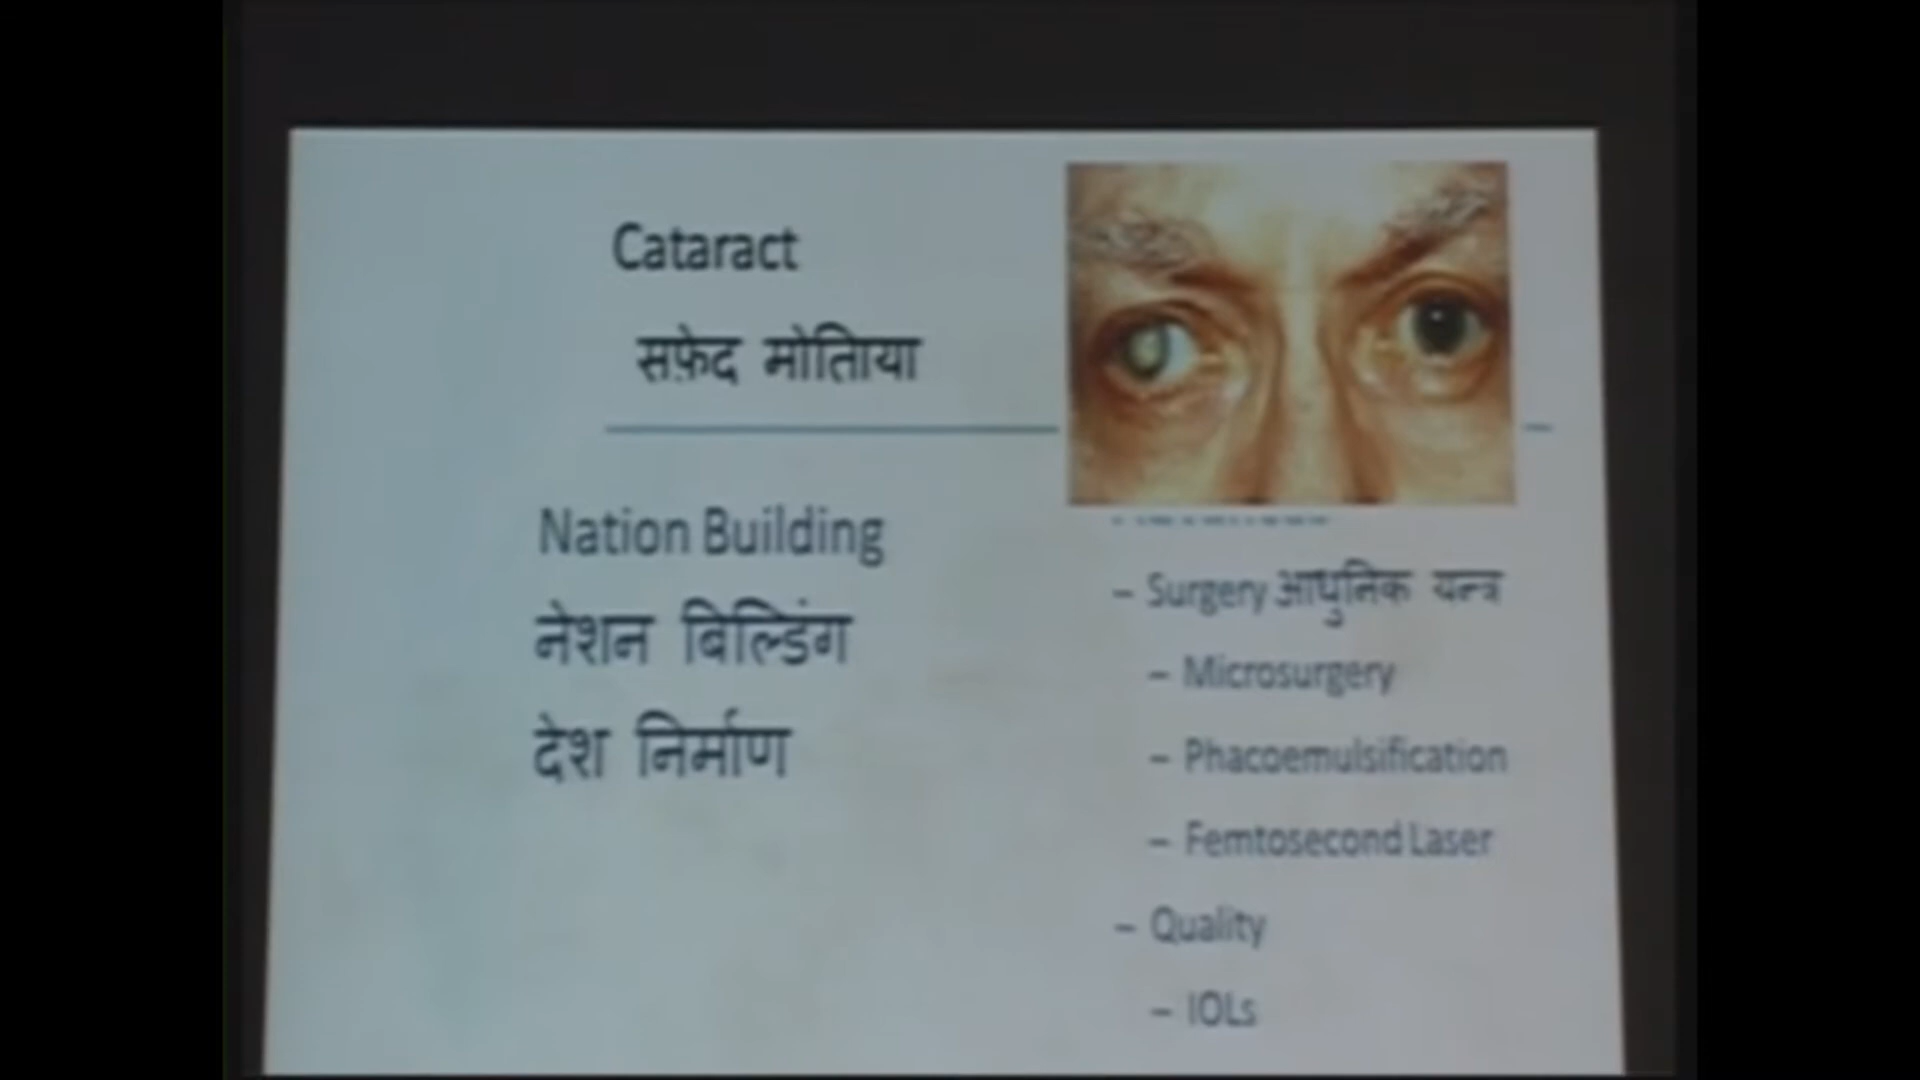 Cataract
सफ़ेद मोतिाया
Nation Building
नेशन बिल्डिंग
देश निर्माण
– Surgery आधुनिक यन्त्र
– Microsurgery
– Phacoemulsification
– Femtosecond Laser
– Quality
– IOLs